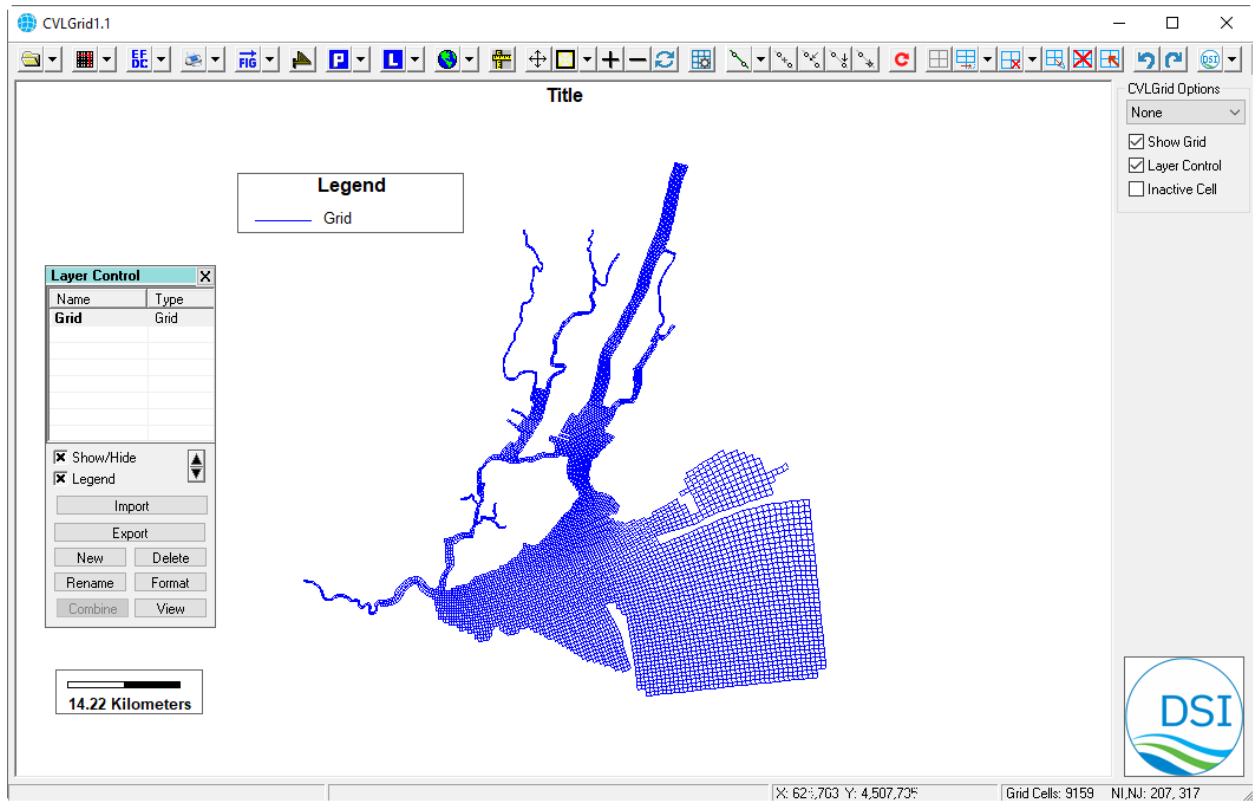 CVLGrid1.1
EE
DC
FIG
P
L
C
DSI
Title
CVLGrid Options
None
Show Grid
Layer Control
Inactive Cell
Legend
Grid
Layer Control
Name Type
Grid Grid
Show/Hide
Legend
Import
Export
New Delete
Rename Format
Combine View
14.22 Kilometers
DSI
Grid Cells: 9159 NI,NJ: 207, 317